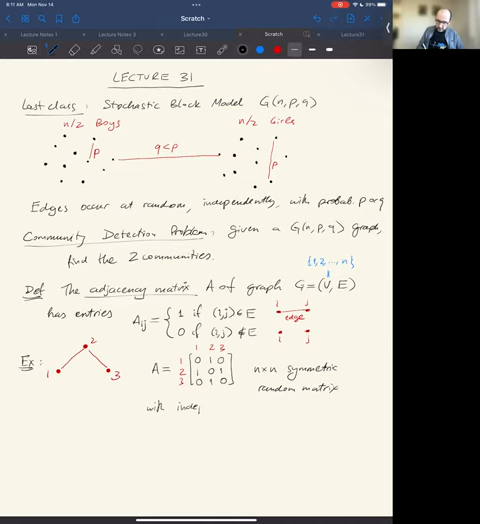 8:11 AM Mon Nov 14
Scratch
99%
Lecture Notes 1
Lecture Notes 3
Lecture30
Scratch
Lecture31
LECTURE 31
Last class: Stochastic Block Model G(n,p,q)
n/2 Boys
n/2 Girls
p
q<p
p
Edges occur at random, independently, with probab. p or q
Community Detection Problem: given a G(n,p,q) graph,
find the 2 communities.
{1,2,...,n}
Def The adjacency matrix A of graph G=(V,E)
has entries A_ij = { 1 if (i,j)∈E
0 if (i,j)∉E
i j
edge
i j
Ex:
2
1 3
A =
1 2 3
1 [0 1 0]
2 [1 0 1]
3 [0 1 0]
n×n symmetric
random matrix
with indep